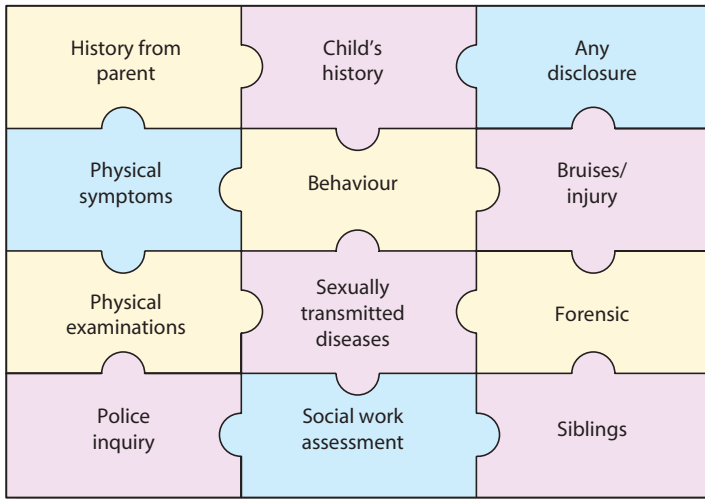 History from
parent
Child's
history
Any
disclosure
Physical
symptoms
Behaviour
Bruises/
injury
Physical
examinations
Sexually
transmitted
diseases
Forensic
Police
inquiry
Social work
assessment
Siblings